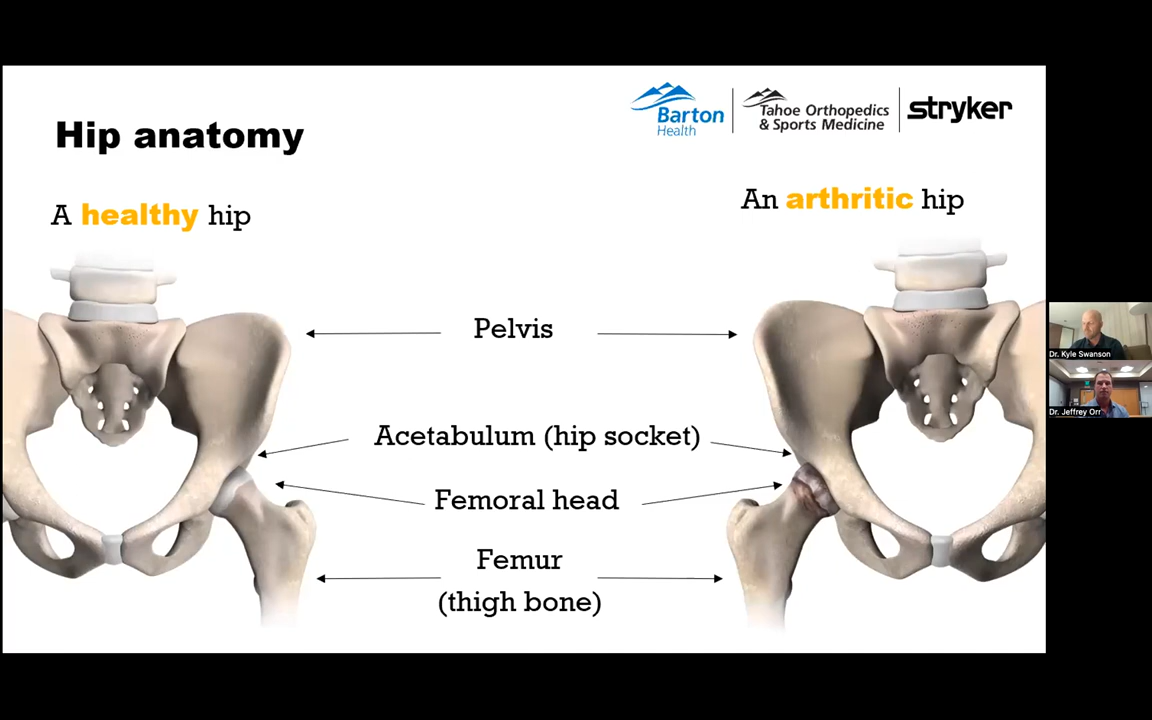 Hip anatomy
Barton
Health
Tahoe Orthopedics
& Sports Medicine
stryker
A healthy hip
An arthritic hip
Pelvis
Acetabulum (hip socket)
Femoral head
Femur
(thigh bone)
Dr. Kyle Swanson
Dr. Jeffrey Orr